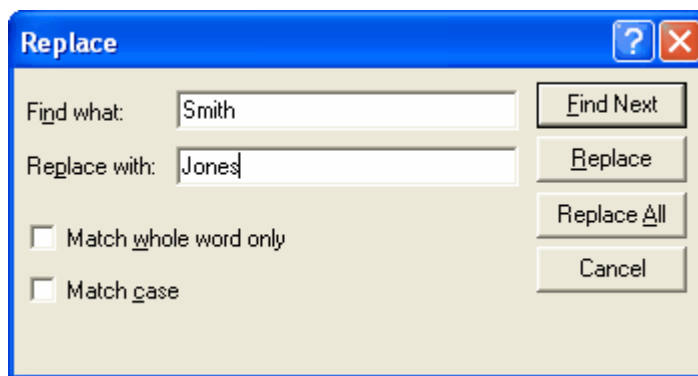 Replace
?
Find what: Smith
Find Next
Replace with: Jones
Replace
Match whole word only
Replace All
Match case
Cancel